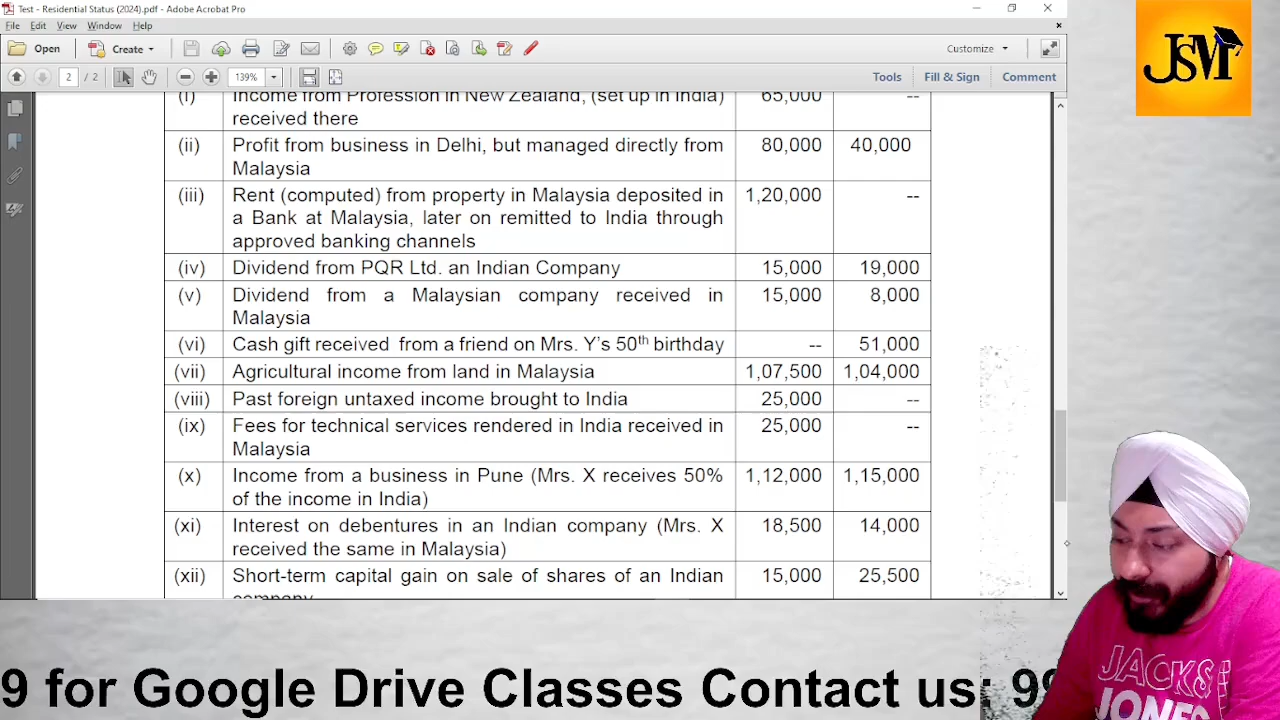 Test - Residential Status (2024).pdf - Adobe Acrobat Pro
File Edit View Window Help
Open Create Customize
2 / 2 139% Tools Fill & Sign Comment
(i) Income from Profession in New Zealand, (set up in India) 65,000 --
received there
(ii) Profit from business in Delhi, but managed directly from 80,000 40,000
Malaysia
(iii) Rent (computed) from property in Malaysia deposited in 1,20,000 --
a Bank at Malaysia, later on remitted to India through
approved banking channels
(iv) Dividend from PQR Ltd. an Indian Company 15,000 19,000
(v) Dividend from a Malaysian company received in 15,000 8,000
Malaysia
(vi) Cash gift received from a friend on Mrs. Y's 50th birthday -- 51,000
(vii) Agricultural income from land in Malaysia 1,07,500 1,04,000
(viii) Past foreign untaxed income brought to India 25,000 --
(ix) Fees for technical services rendered in India received in 25,000 --
Malaysia
(x) Income from a business in Pune (Mrs. X receives 50% 1,12,000 1,15,000
of the income in India)
(xi) Interest on debentures in an Indian company (Mrs. X 18,500 14,000
received the same in Malaysia)
(xii) Short-term capital gain on sale of shares of an Indian 15,000 25,500
company
JSM
JACKS
JONES
9 for Google Drive Classes Contact us: 99